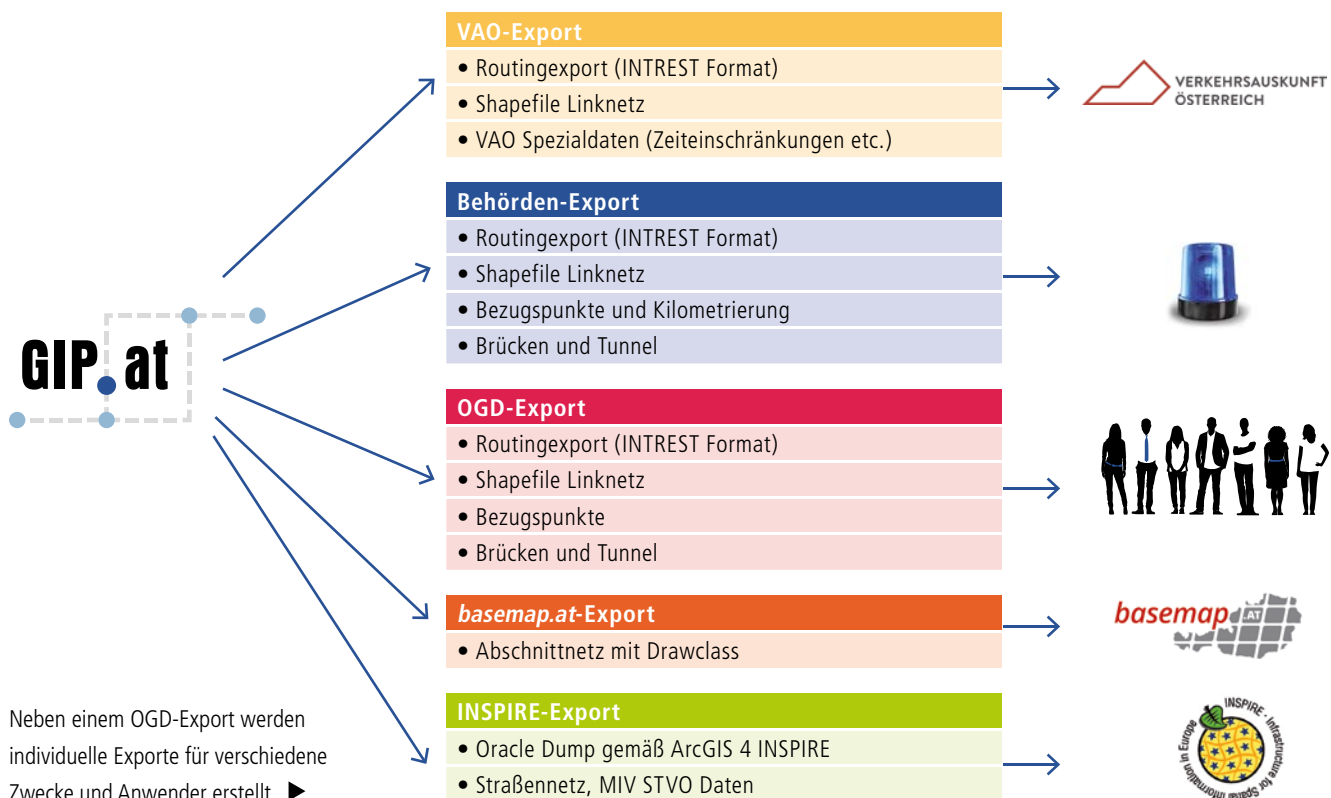 VAO-Export
• Routingexport (INTREST Format)
• Shapefile Linknetz
• VAO Spezialdaten (Zeiteinschränkungen etc.)
VERKEHRSAUSKUNFT
ÖSTERREICH
Behörden-Export
• Routingexport (INTREST Format)
• Shapefile Linknetz
• Bezugspunkte und Kilometrierung
• Brücken und Tunnel
GIP.at
OGD-Export
• Routingexport (INTREST Format)
• Shapefile Linknetz
• Bezugspunkte
• Brücken und Tunnel
basemap.at-Export
• Abschnittnetz mit Drawclass
basemap.AT
INSPIRE-Export
• Oracle Dump gemäß ArcGIS 4 INSPIRE
• Straßennetz, MIV STVO Daten
INSPIRE - Infrastructure for Spatial Information in Europe
Neben einem OGD-Export werden
individuelle Exporte für verschiedene
Zwecke und Anwender erstellt. ▶